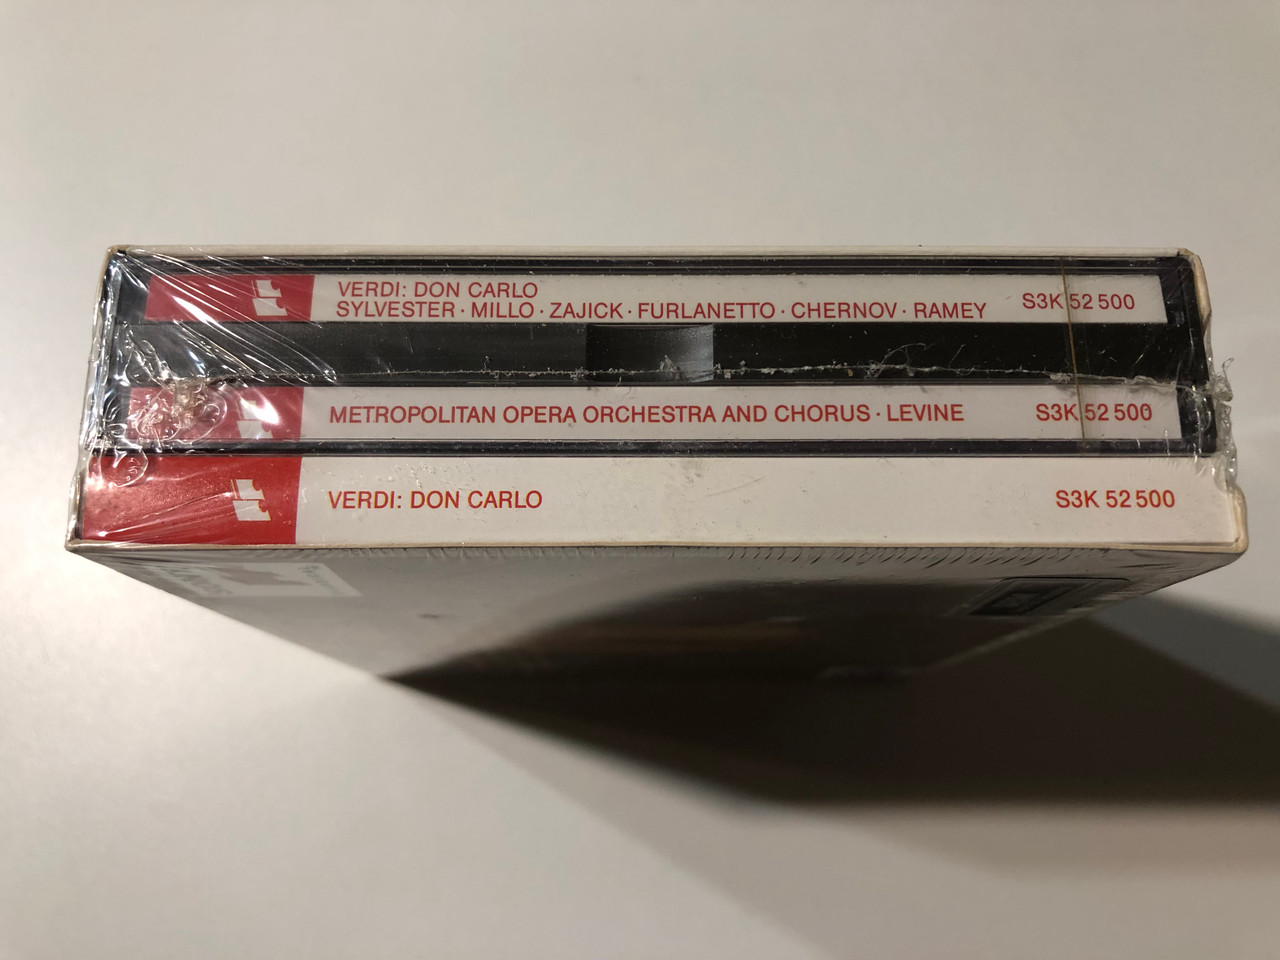 VERDI: DON CARLO
SYLVESTER · MILLO · ZAJICK · FURLANETTO · CHERNOV · RAMEY S3K 52 500
METROPOLITAN OPERA ORCHESTRA AND CHORUS · LEVINE S3K 52 500
VERDI: DON CARLO S3K 52 500